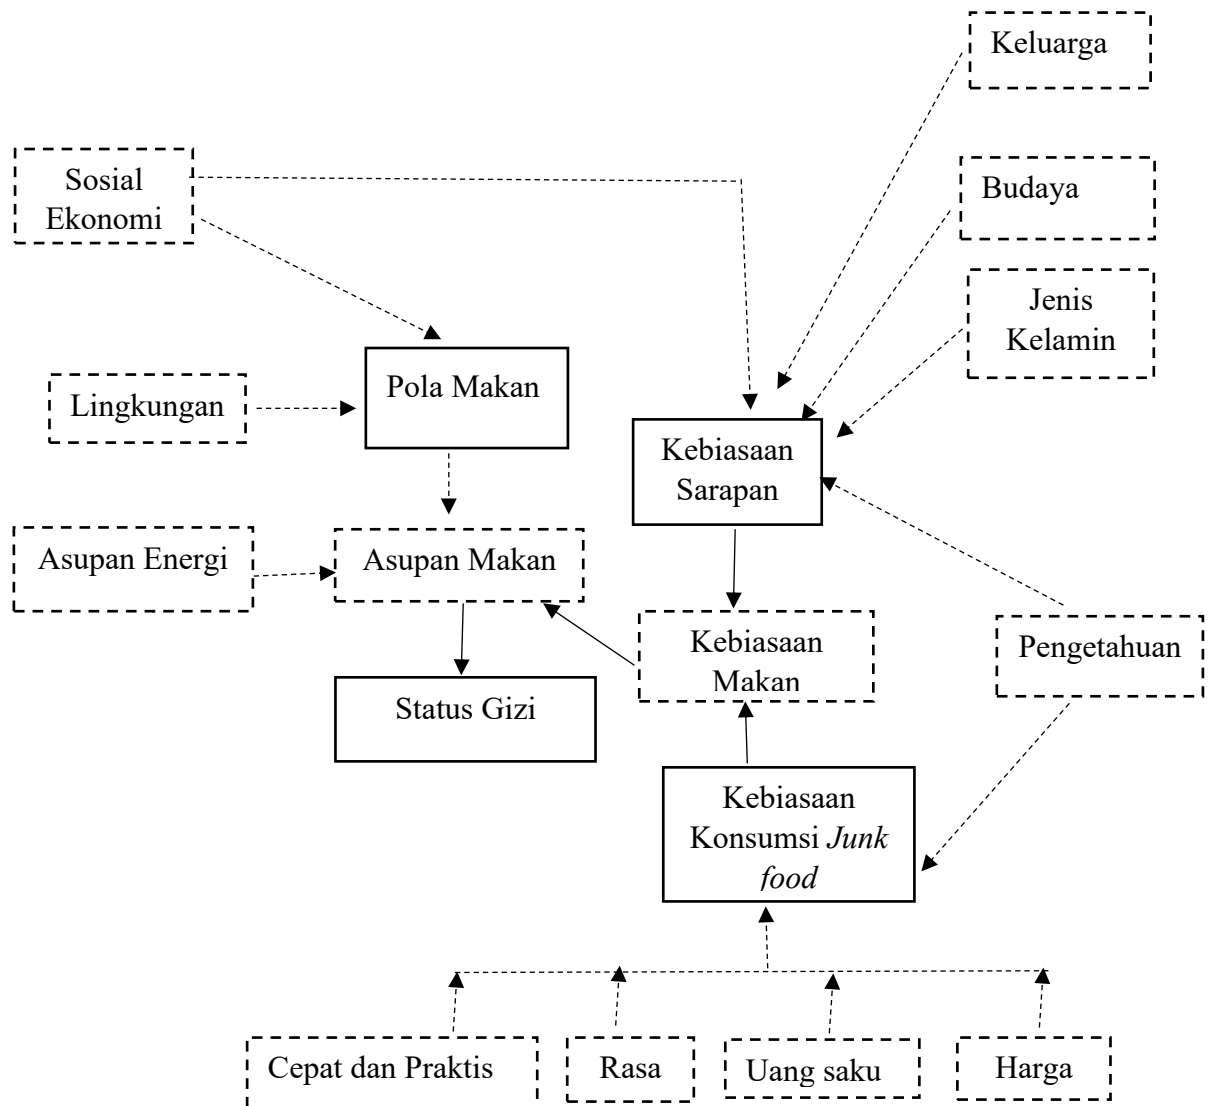 Keluarga
Sosial
Ekonomi
Budaya
Jenis
Kelamin
Pola Makan
Lingkungan
Kebiasaan
Sarapan
Asupan Energi
Asupan Makan
Kebiasaan
Makan
Pengetahuan
Status Gizi
Kebiasaan
Konsumsi Junk
food
Cepat dan Praktis
Rasa
Uang saku
Harga